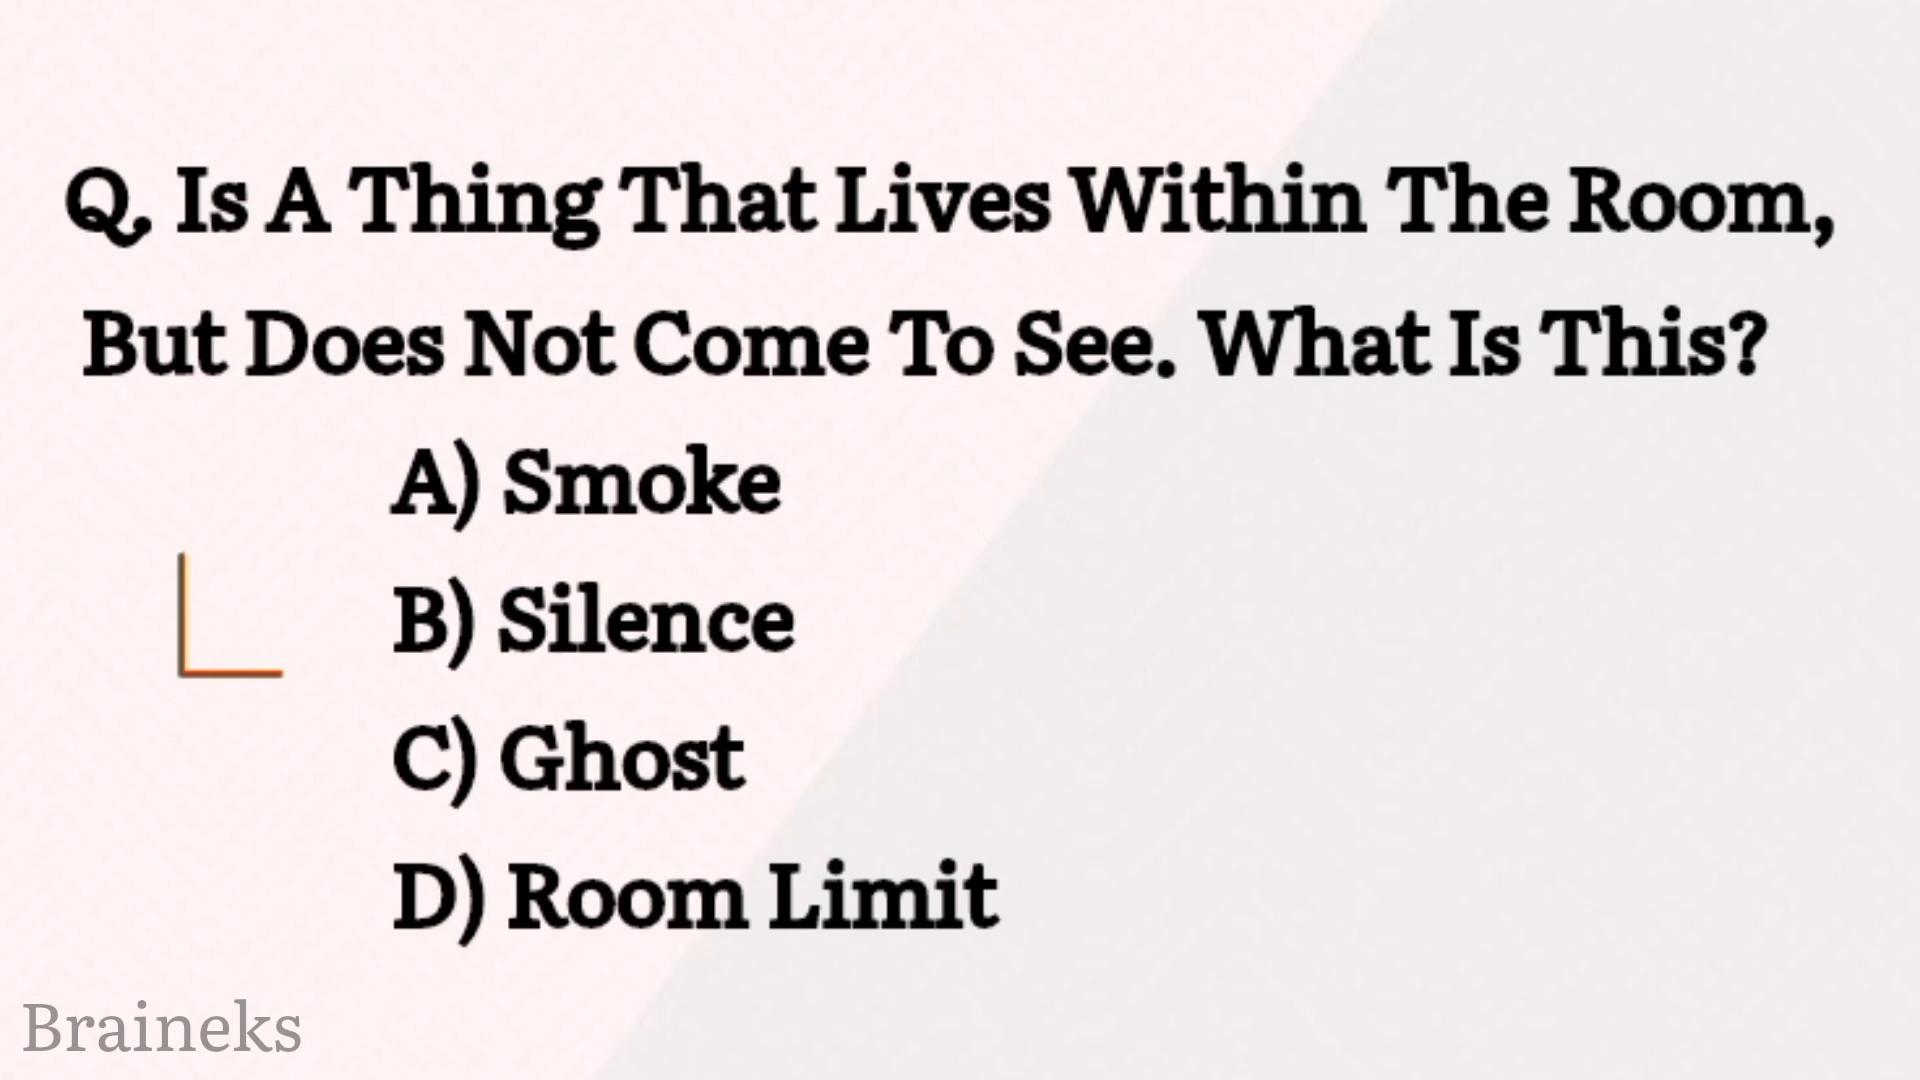 Q. Is A Thing That Lives Within The Room,
But Does Not Come To See. What Is This?
A) Smoke
B) Silence
C) Ghost
D) Room Limit
Braineks